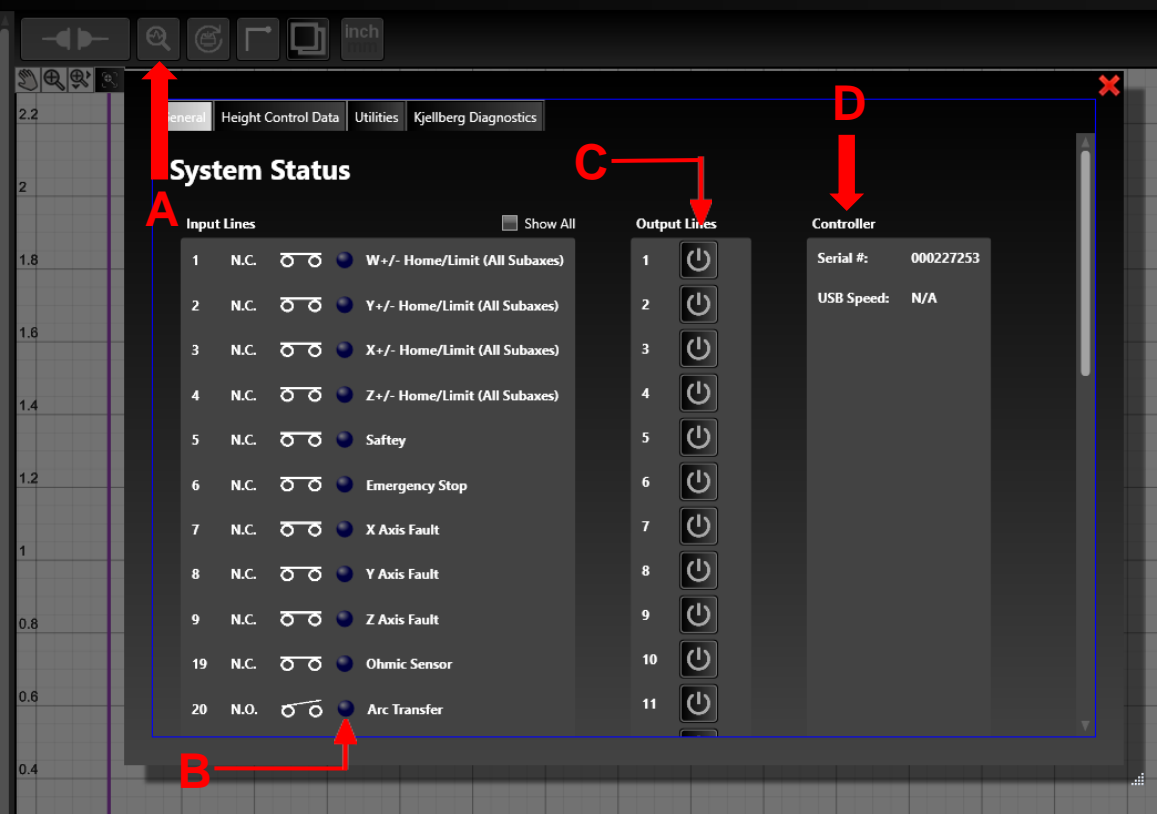 inch
mm
General Height Control Data Utilities Kjellberg Diagnostics
D
C
System Status
A
Input Lines Show All Output Lines Controller
1 N.C. W+/- Home/Limit (All Subaxes) 1 Serial #: 000227253
2 N.C. Y+/- Home/Limit (All Subaxes) 2 USB Speed: N/A
3 N.C. X+/- Home/Limit (All Subaxes) 3
4 N.C. Z+/- Home/Limit (All Subaxes) 4
5 N.C. Saftey 5
6 N.C. Emergency Stop 6
7 N.C. X Axis Fault 7
8 N.C. Y Axis Fault 8
9 N.C. Z Axis Fault 9
19 N.C. Ohmic Sensor 10
20 N.O. Arc Transfer 11
B
2.2
2
1.8
1.6
1.4
1.2
1
0.8
0.6
0.4